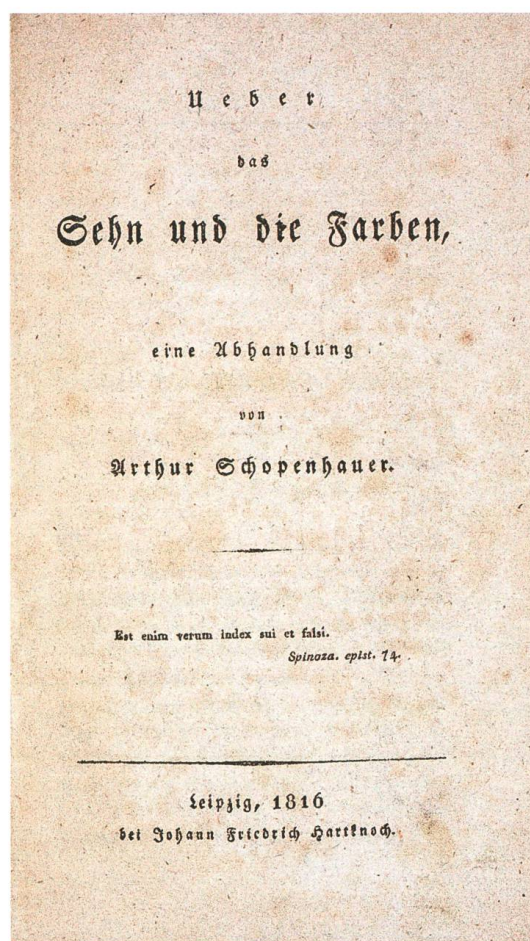 Ueber
das
Sehn und die Farben,
eine Abhandlung
von
Arthur Schopenhauer.
Est enim verum index sui et falsi.
Spinoza. epist. 74.
Leipzig, 1816
bei Johann Friedrich Hartknoch.